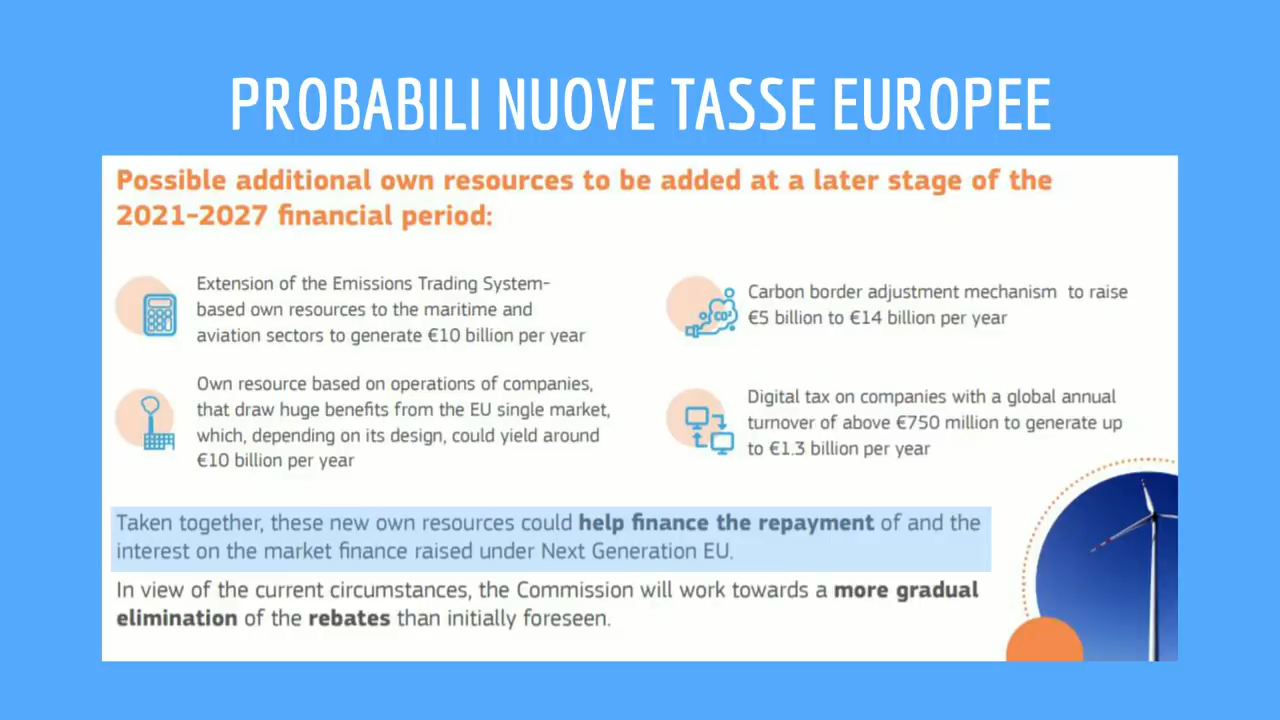 PROBABILI NUOVE TASSE EUROPEE
Possible additional own resources to be added at a later stage of the
2021-2027 financial period:
Extension of the Emissions Trading System-
based own resources to the maritime and
aviation sectors to generate €10 billion per year
Carbon border adjustment mechanism to raise
€5 billion to €14 billion per year
CO²
Own resource based on operations of companies,
that draw huge benefits from the EU single market,
which, depending on its design, could yield around
€10 billion per year
Digital tax on companies with a global annual
turnover of above €750 million to generate up
to €1.3 billion per year
Taken together, these new own resources could help finance the repayment of and the
interest on the market finance raised under Next Generation EU.
In view of the current circumstances, the Commission will work towards a more gradual
elimination of the rebates than initially foreseen.